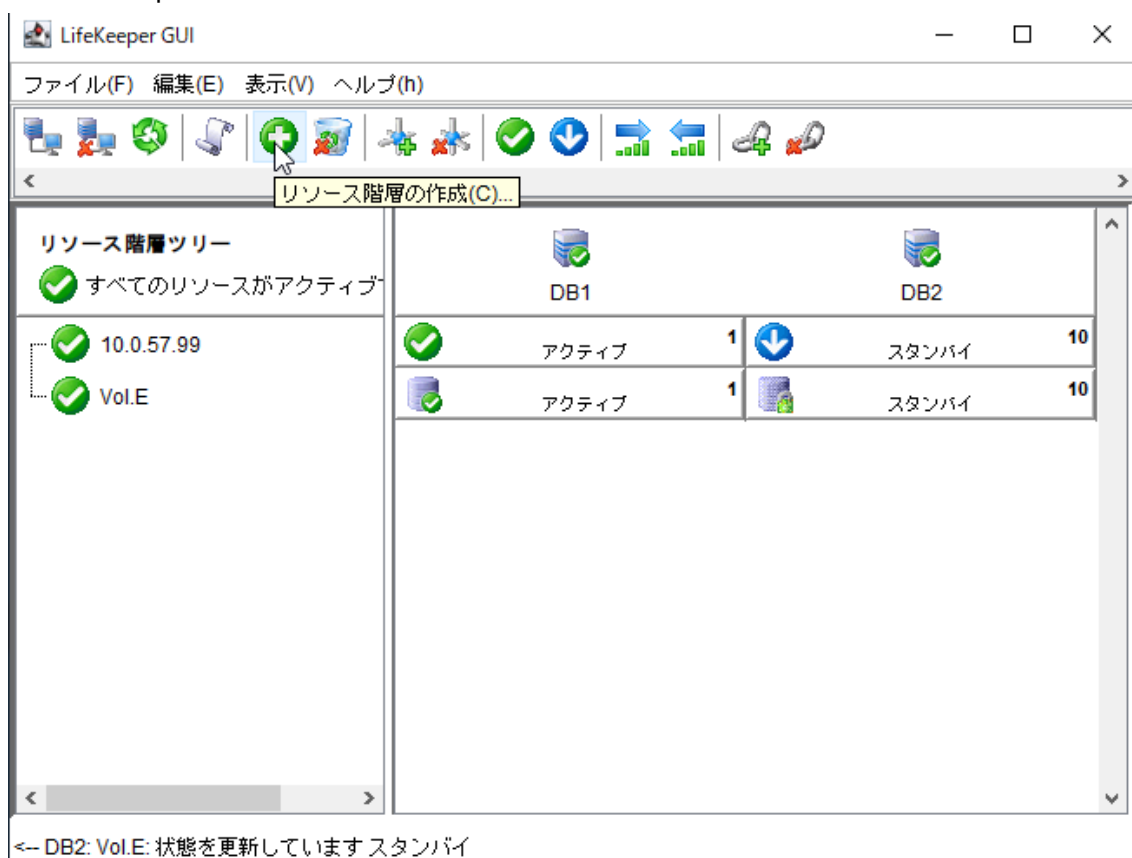 LifeKeeper GUI
ファイル(F) 編集(E) 表示(V) ヘルプ(h)
リソース階層の作成(C)...
リソース階層ツリー
すべてのリソースがアクティブ
DB1
DB2
10.0.57.99
アクティブ 1
スタンバイ 10
Vol.E
アクティブ 1
スタンバイ 10
<-- DB2: Vol.E: 状態を更新しています スタンバイ